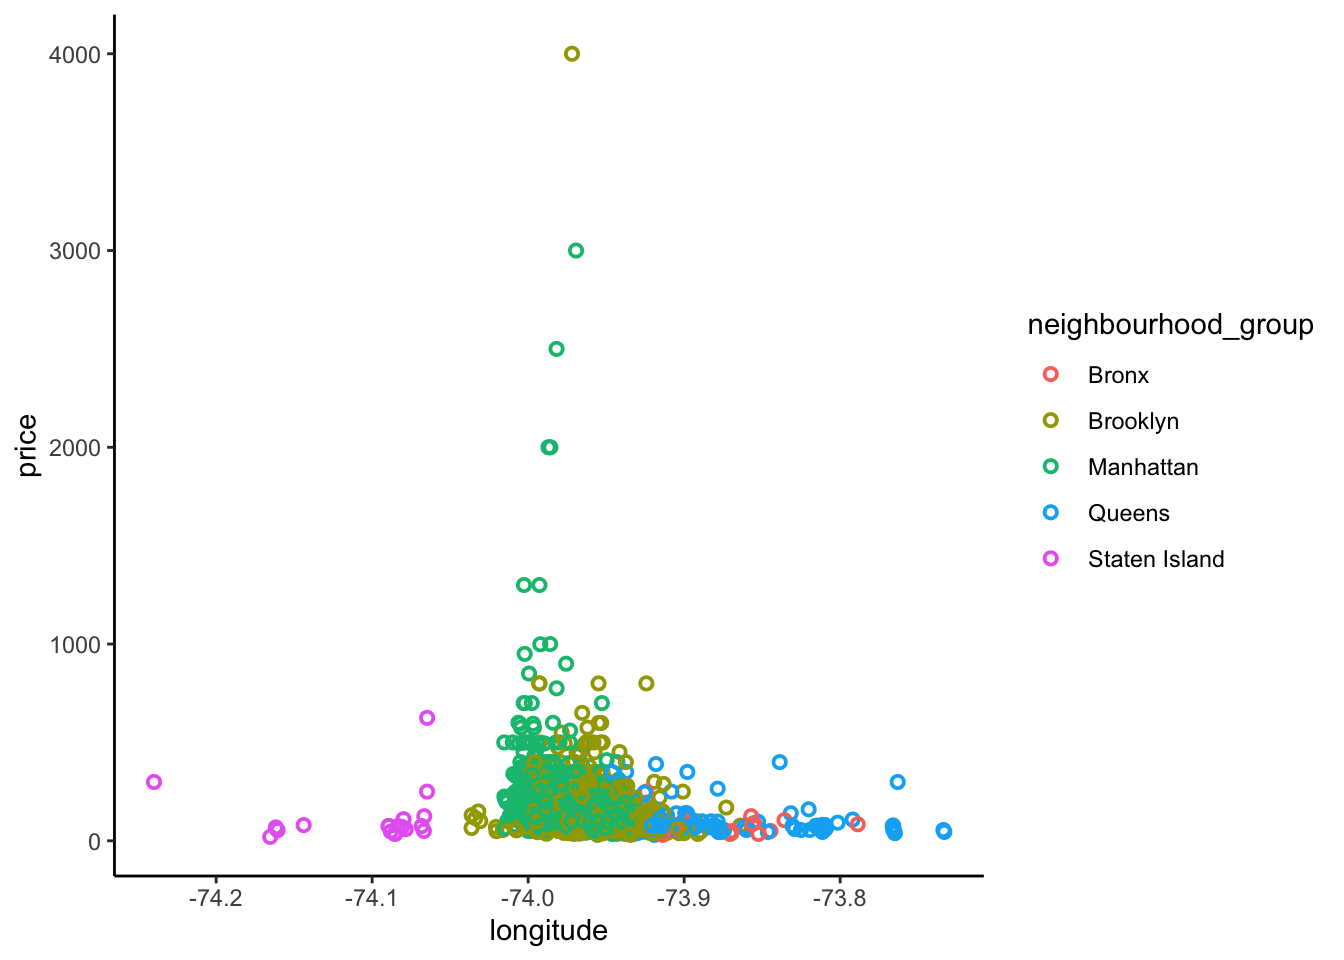 4000
3000
2000
1000
0
price
-74.2
-74.1
-74.0
-73.9
-73.8
longitude
neighbourhood_group
Bronx
Brooklyn
Manhattan
Queens
Staten Island